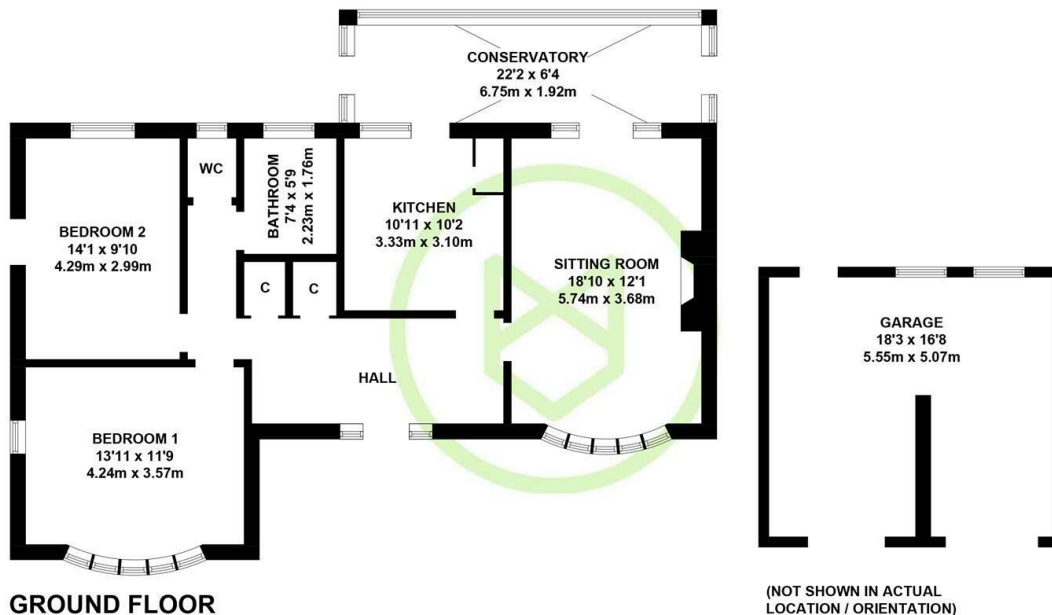 CONSERVATORY
22'2 x 6'4
6.75m x 1.92m
WC
BATHROOM
7'4 x 5'9
2.23m x 1.76m
KITCHEN
10'11 x 10'2
3.33m x 3.10m
BEDROOM 2
14'1 x 9'10
4.29m x 2.99m
SITTING ROOM
18'10 x 12'1
5.74m x 3.68m
C
C
GARAGE
18'3 x 16'8
5.55m x 5.07m
HALL
BEDROOM 1
13'11 x 11'9
4.24m x 3.57m
GROUND FLOOR
(NOT SHOWN IN ACTUAL
LOCATION / ORIENTATION)